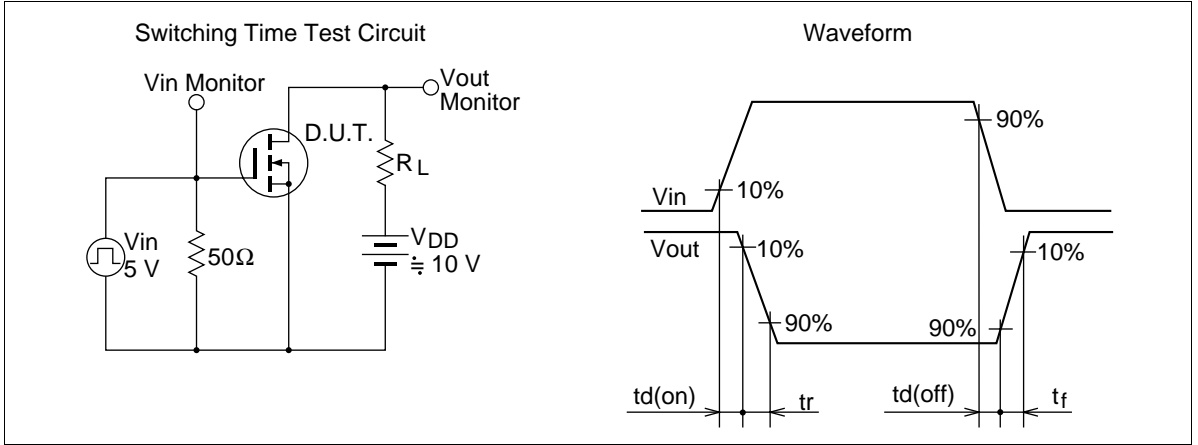 Switching Time Test Circuit
Vin Monitor
Vout
Monitor
D.U.T.
RL
Vin
5 V
50Ω
VDD
≒ 10 V
Waveform
90%
Vin
10%
Vout
10%
10%
90%
90%
td(on)
tr
td(off)
tf